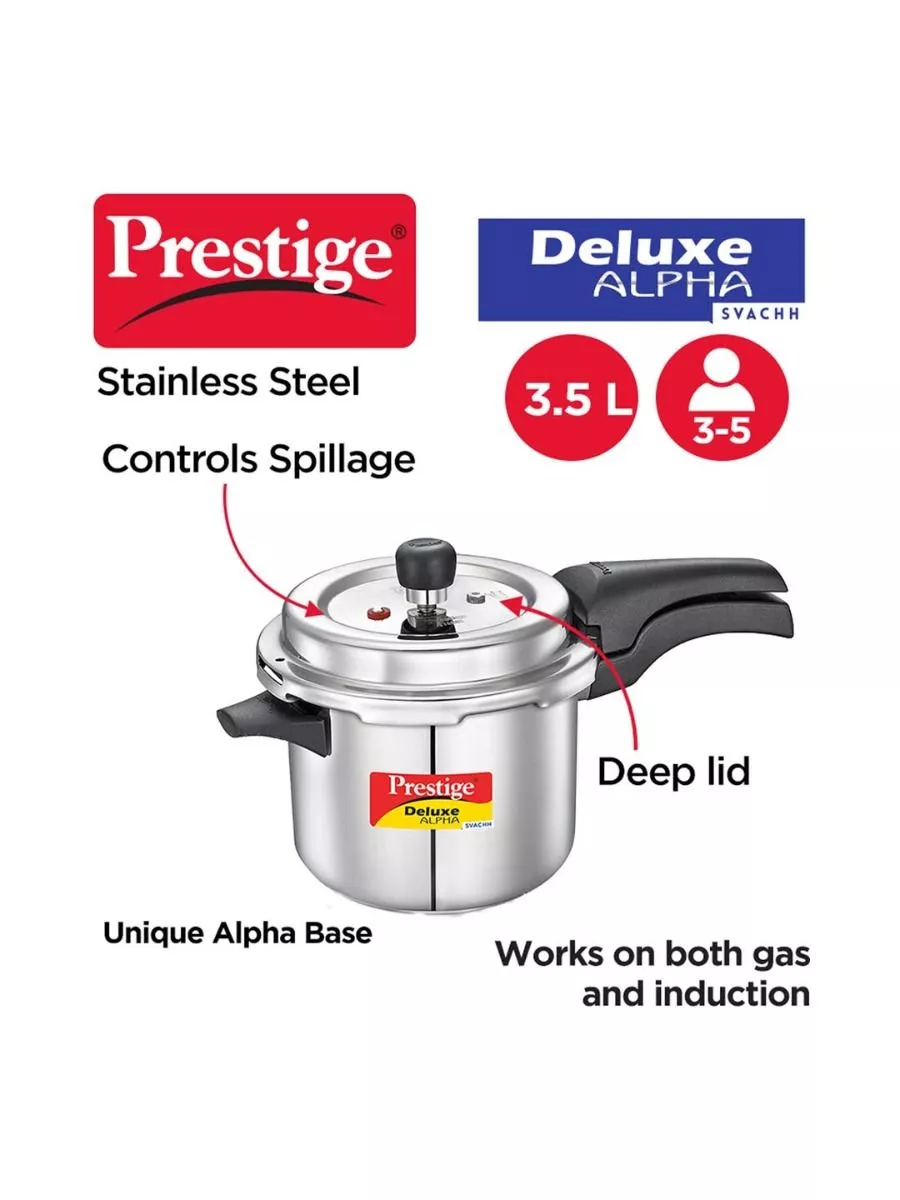 Prestige®
Deluxe
ALPHA
SVACHH
Stainless Steel
3.5 L
3-5
Controls Spillage
Deep lid
Prestige
Deluxe
ALPHA
SVACHH
Unique Alpha Base
Works on both gas
and induction